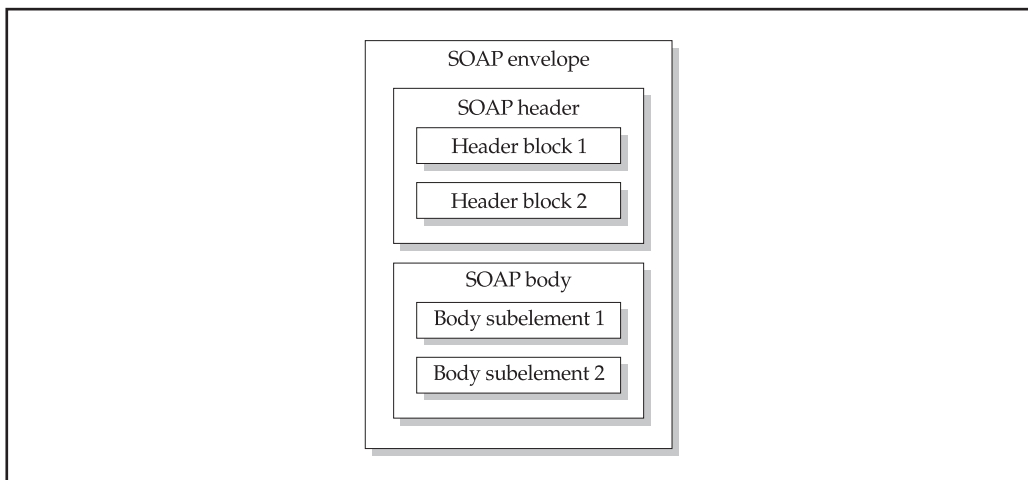 SOAP envelope
SOAP header
Header block 1
Header block 2
SOAP body
Body subelement 1
Body subelement 2